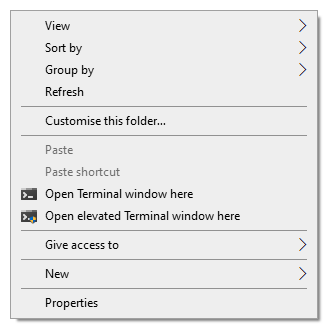 View
Sort by
Group by
Refresh
Customise this folder...
Paste
Paste shortcut
Open Terminal window here
Open elevated Terminal window here
Give access to
New
Properties